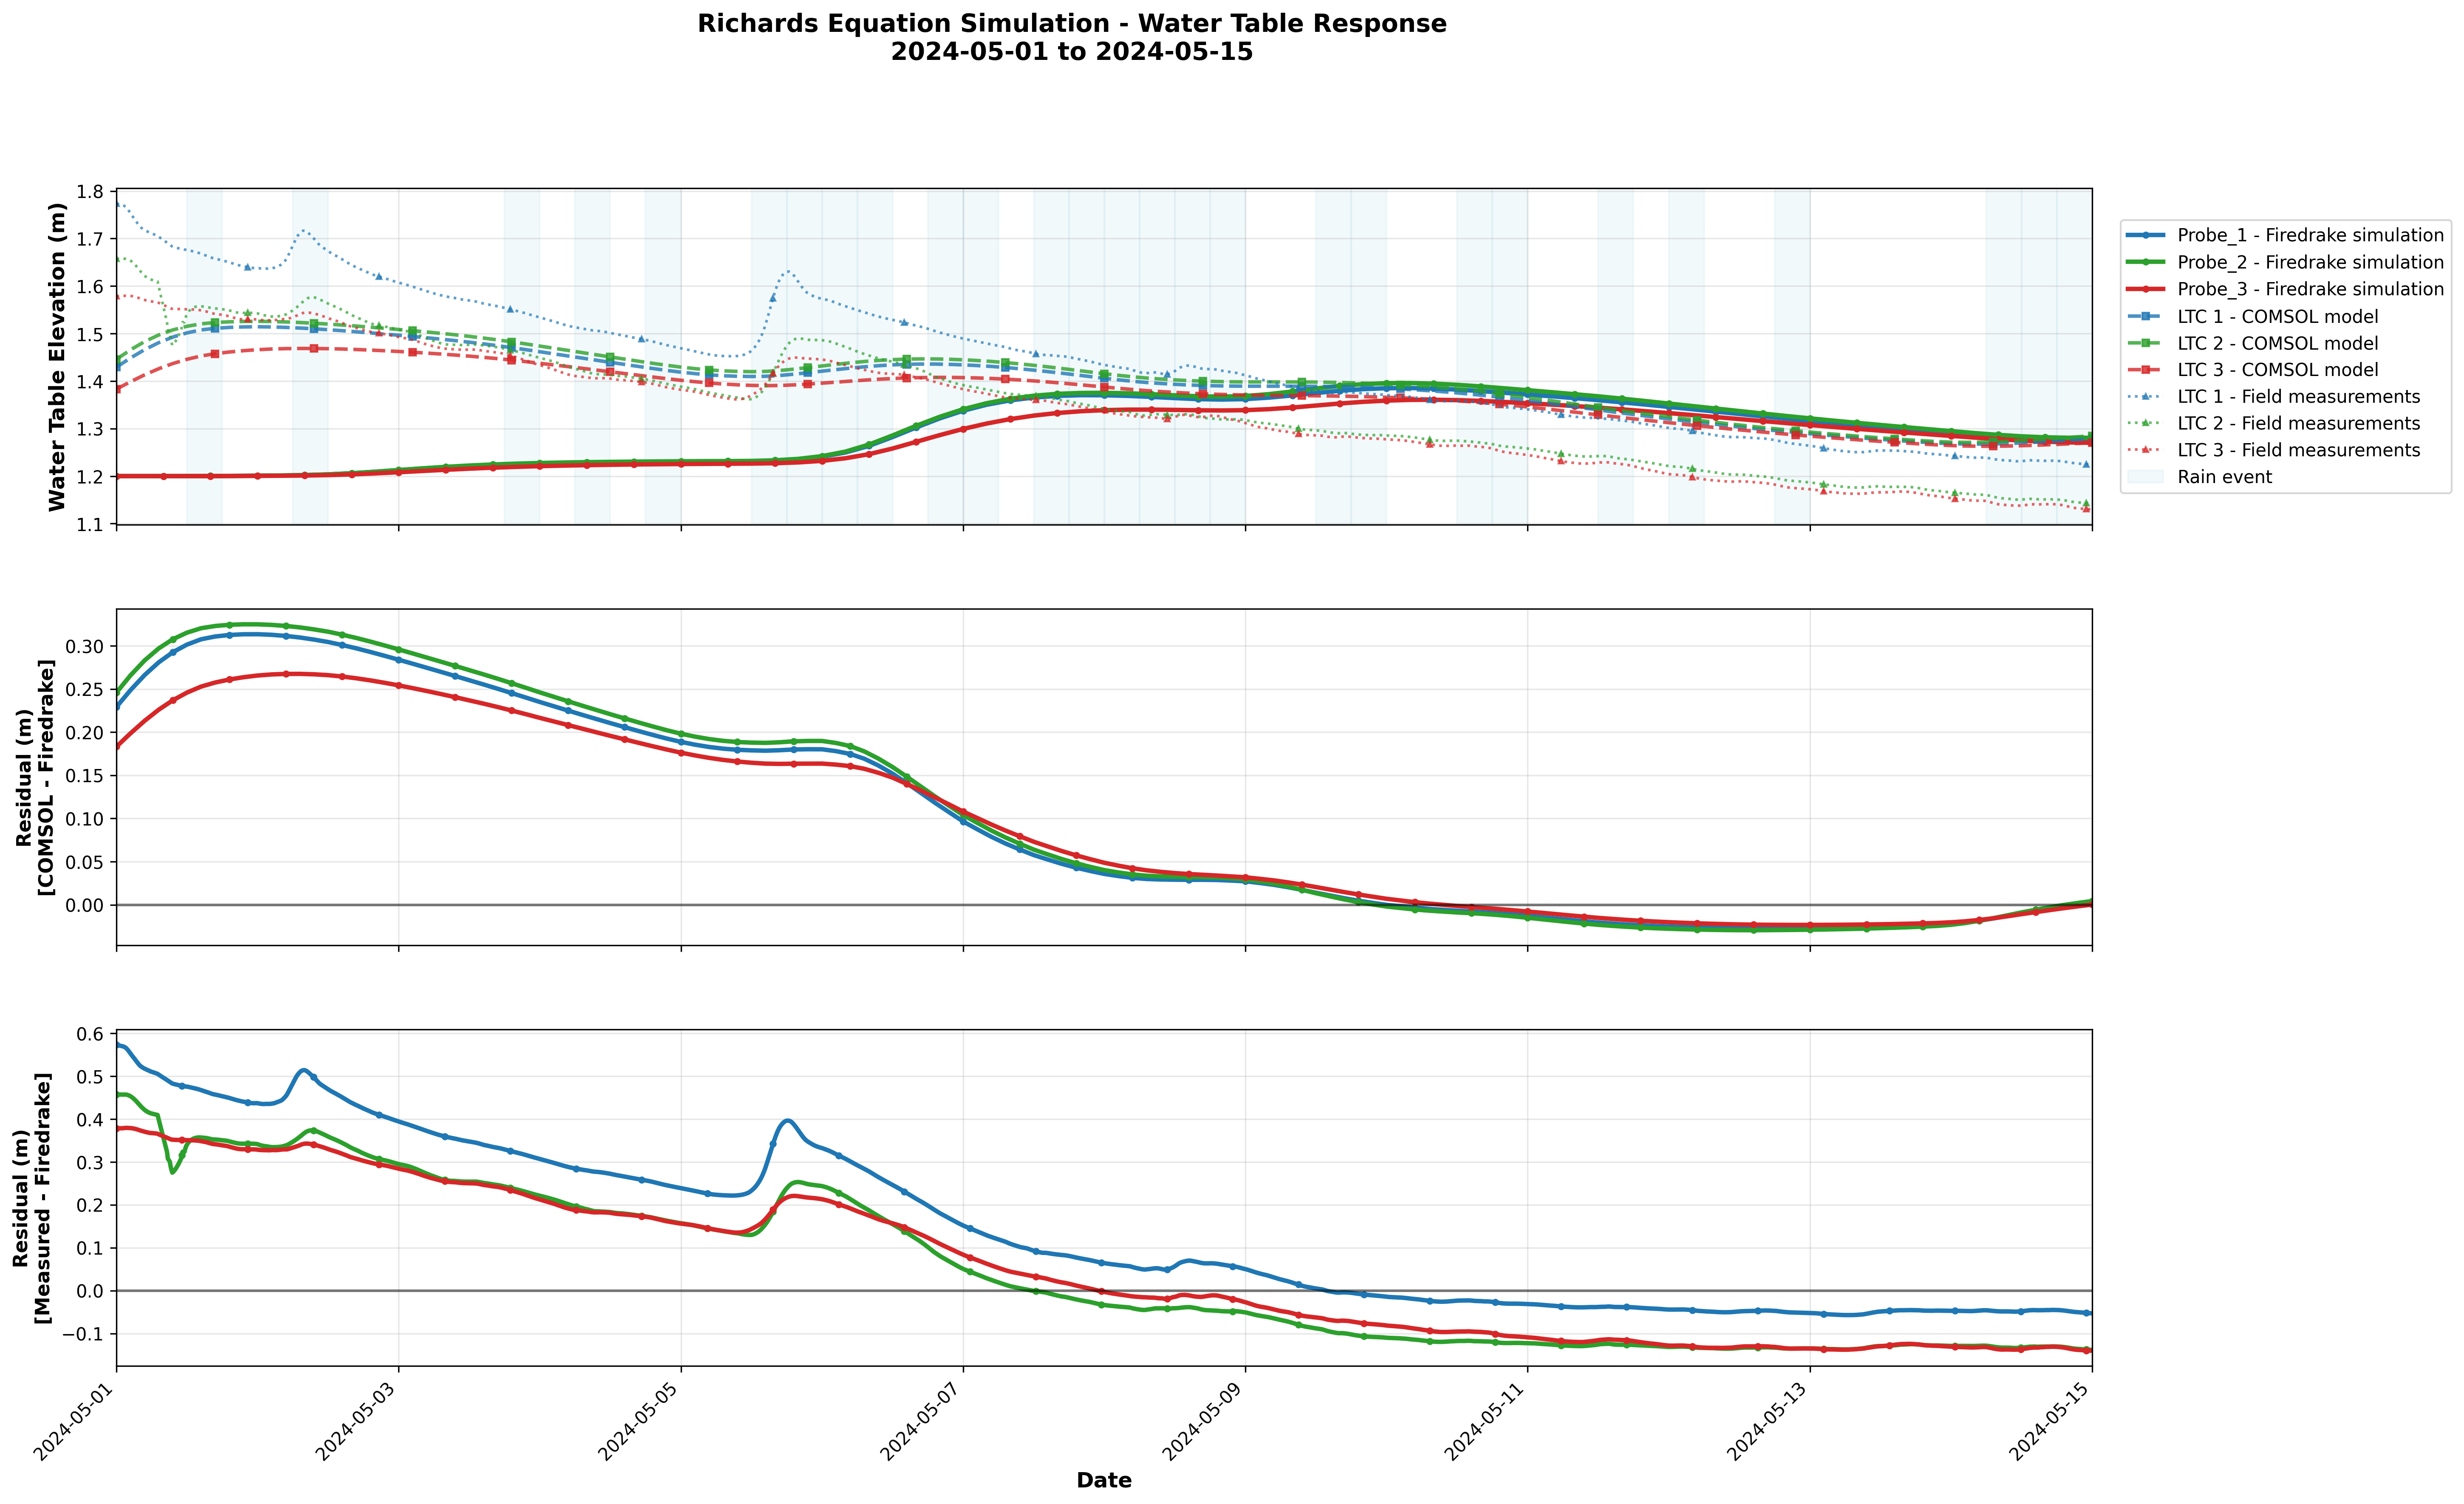 Richards Equation Simulation - Water Table Response
2024-05-01 to 2024-05-15
Water Table Elevation (m)
1.8
1.7
1.6
1.5
1.4
1.3
1.2
1.1
Probe_1 - Firedrake simulation
Probe_2 - Firedrake simulation
Probe_3 - Firedrake simulation
LTC 1 - COMSOL model
LTC 2 - COMSOL model
LTC 3 - COMSOL model
LTC 1 - Field measurements
LTC 2 - Field measurements
LTC 3 - Field measurements
Rain event
Residual (m)
[COMSOL - Firedrake]
0.30
0.25
0.20
0.15
0.10
0.05
0.00
Residual (m)
[Measured - Firedrake]
0.6
0.5
0.4
0.3
0.2
0.1
0.0
−0.1
2024-05-01
2024-05-03
2024-05-05
2024-05-07
2024-05-09
2024-05-11
2024-05-13
2024-05-15
Date